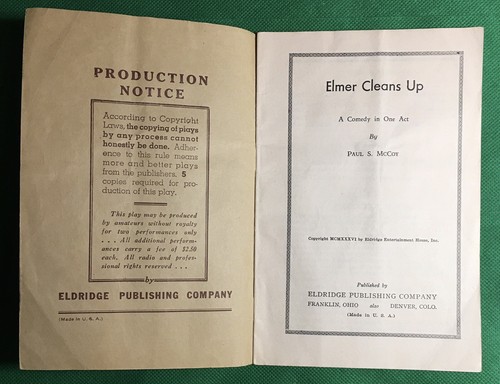 PRODUCTION
NOTICE
According to Copyright
Laws, the copying of plays
by any process cannot
honestly be done. Adher-
ence to this rule means
more and better plays
from the publishers. 5
copies required for pro-
duction of this play.
This play may be produced
by amateurs without royalty
for two performances only
. . . All additional perform-
ances carry a fee of $2.50
each. All radio and profes-
sional rights reserved . . .
by
ELDRIDGE PUBLISHING COMPANY
(Made in U. S. A.)
Elmer Cleans Up
A Comedy in One Act
By
PAUL S. MCCOY
Copyright MCMXXXVI by Eldridge Entertainment House, Inc.
Published by
ELDRIDGE PUBLISHING COMPANY
FRANKLIN, OHIO also DENVER, COLO.
(Made in U. S. A.)